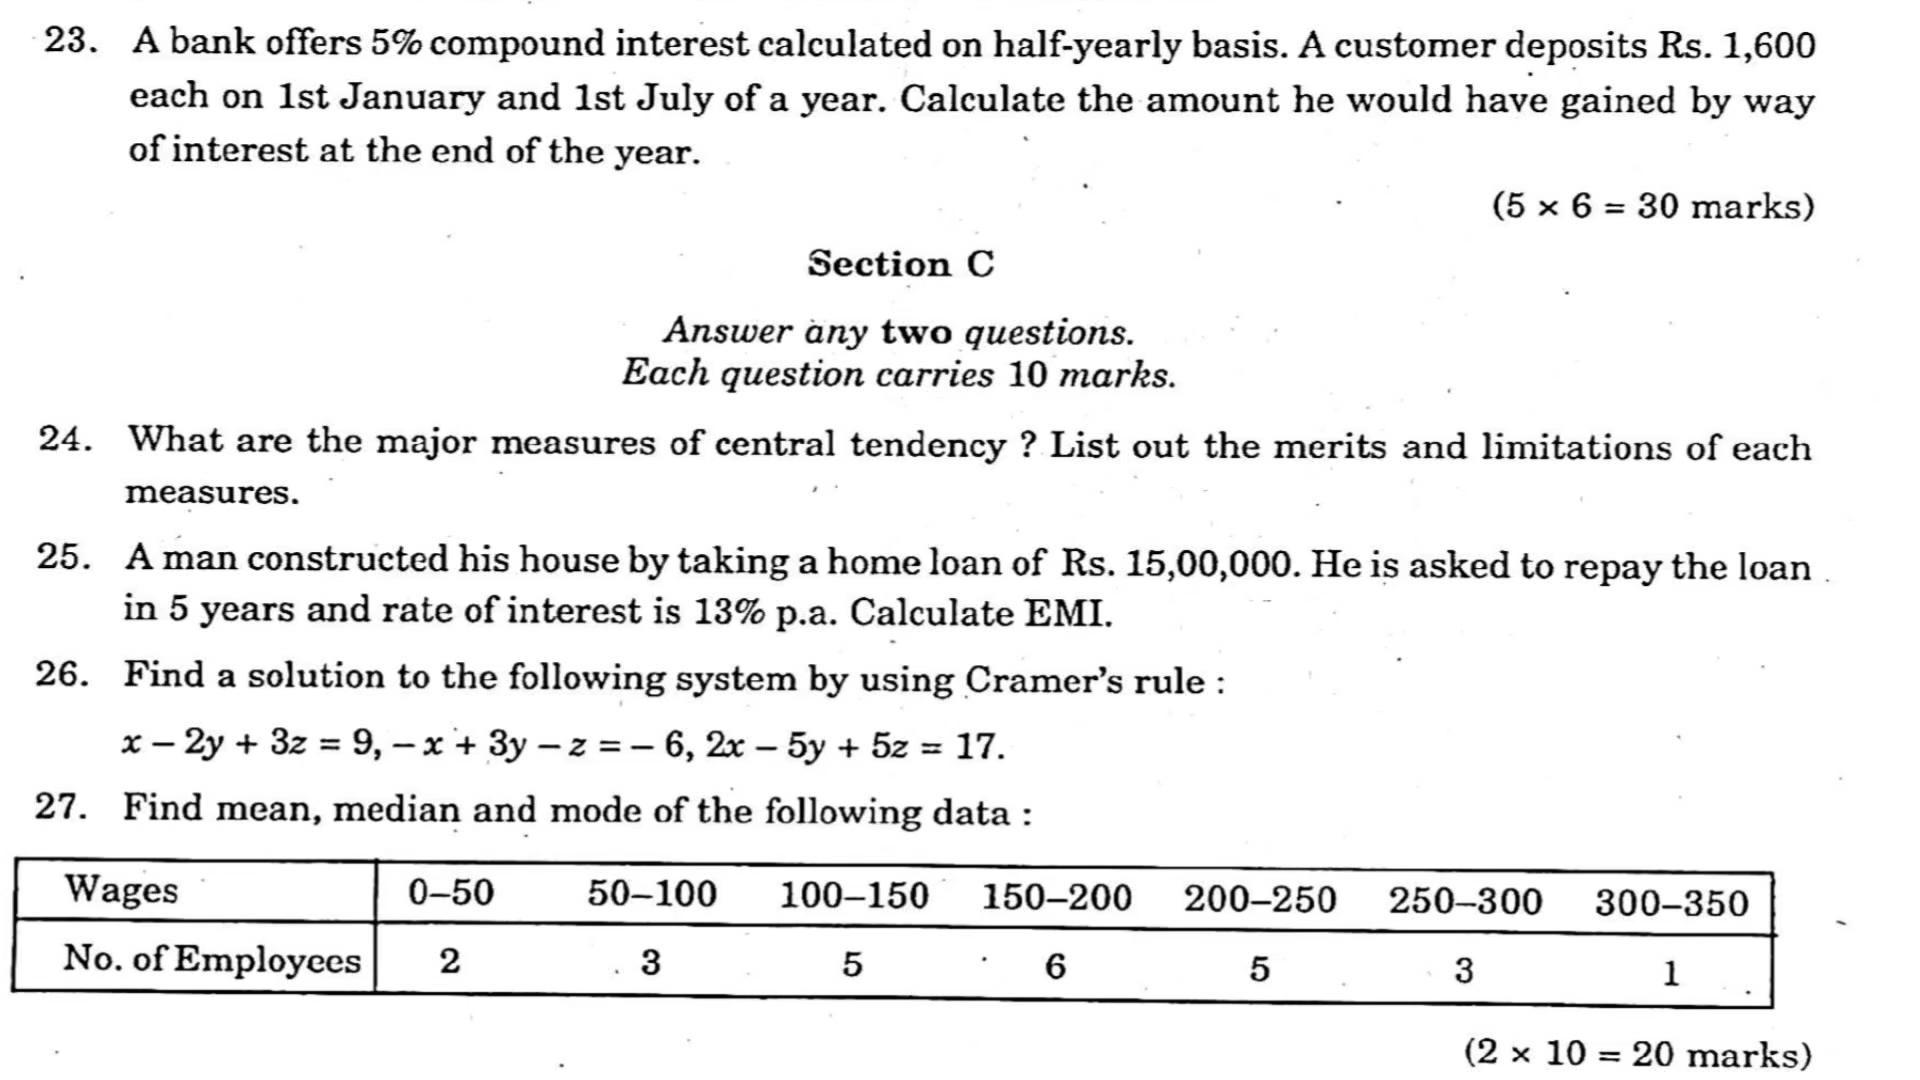 23. A bank offers 5% compound interest calculated on half-yearly basis. A customer deposits Rs. 1,600
each on 1st January and 1st July of a year. Calculate the amount he would have gained by way
of interest at the end of the year.
(5 × 6 = 30 marks)
Section C
Answer any two questions.
Each question carries 10 marks.
24. What are the major measures of central tendency ? List out the merits and limitations of each
measures.
25. A man constructed his house by taking a home loan of Rs. 15,00,000. He is asked to repay the loan
in 5 years and rate of interest is 13% p.a. Calculate EMI.
26. Find a solution to the following system by using Cramer's rule :
x – 2y + 3z = 9, – x + 3y – z = – 6, 2x – 5y + 5z = 17.
27. Find mean, median and mode of the following data :
Wages 0–50 50–100 100–150 150–200 200–250 250–300 300–350
No. of Employees 2 3 5 6 5 3 1
(2 × 10 = 20 marks)